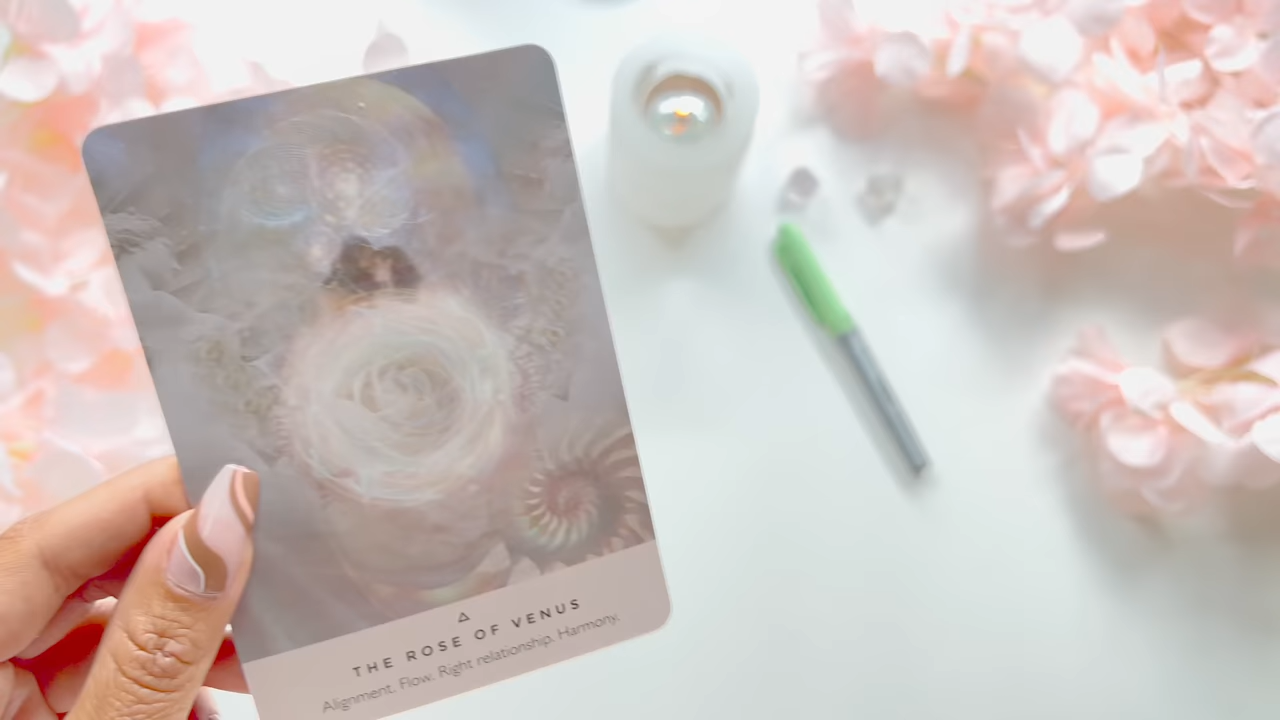 THE ROSE OF VENUS
Alignment. Flow. Right relationship. Harmony.